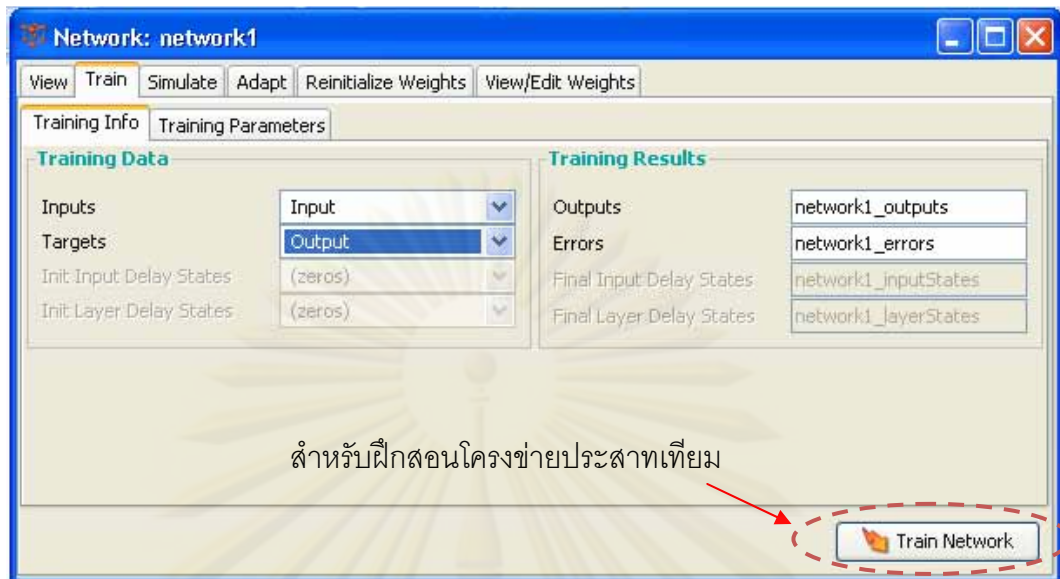 Network: network1
View Train Simulate Adapt Reinitialize Weights View/Edit Weights
Training Info Training Parameters
Training Data
Inputs Input
Targets Output
Init Input Delay States (zeros)
Init Layer Delay States (zeros)
Training Results
Outputs network1_outputs
Errors network1_errors
Final Input Delay States network1_inputStates
Final Layer Delay States network1_layerStates
สำหรับฝึกสอนโครงข่ายประสาทเทียม
Train Network